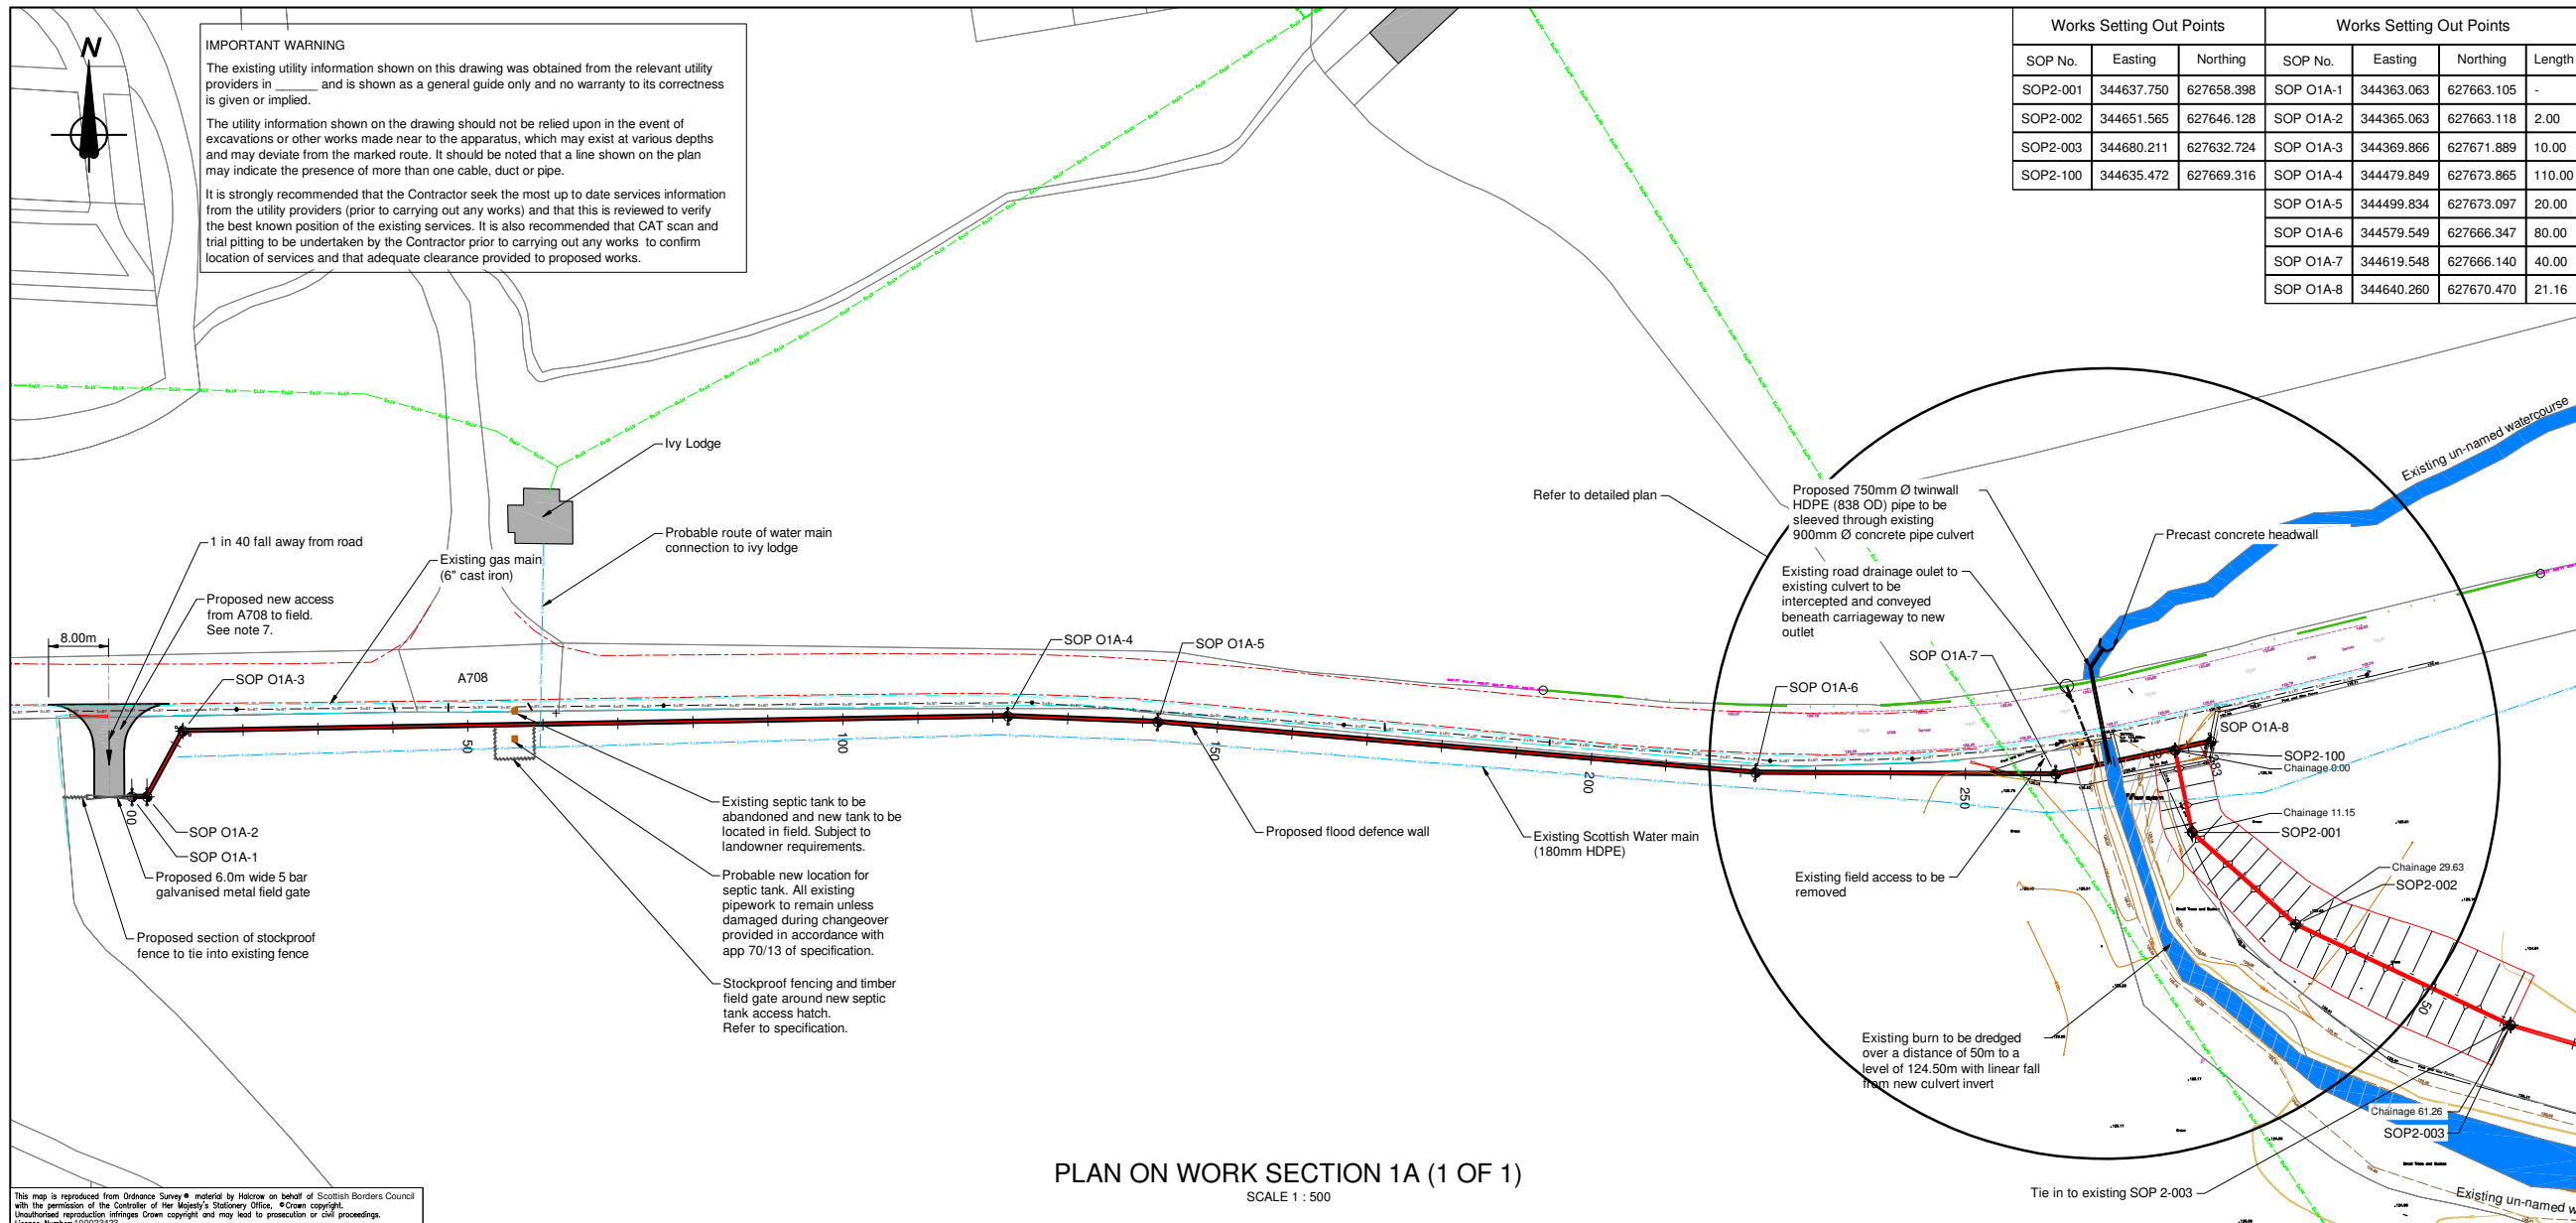 N
IMPORTANT WARNING
The existing utility information shown on this drawing was obtained from the relevant utility
providers in ______ and is shown as a general guide only and no warranty to its correctness
is given or implied.
The utility information shown on the drawing should not be relied upon in the event of
excavations or other works made near to the apparatus, which may exist at various depths
and may deviate from the marked route. It should be noted that a line shown on the plan
may indicate the presence of more than one cable, duct or pipe.
It is strongly recommended that the Contractor seek the most up to date services information
from the utility providers (prior to carrying out any works) and that this is reviewed to verify
the best known position of the existing services. It is also recommended that CAT scan and
trial pitting to be undertaken by the Contractor prior to carrying out any works to confirm
location of services and that adequate clearance provided to proposed works.
Works Setting Out Points
SOP No. Easting Northing
SOP2-001 344637.750 627658.398
SOP2-002 344651.565 627646.128
SOP2-003 344680.211 627632.724
SOP2-100 344635.472 627669.316
Works Setting Out Points
SOP No. Easting Northing Length
SOP O1A-1 344363.063 627663.105 -
SOP O1A-2 344365.063 627663.118 2.00
SOP O1A-3 344369.866 627671.889 10.00
SOP O1A-4 344479.849 627673.865 110.00
SOP O1A-5 344499.834 627673.097 20.00
SOP O1A-6 344579.549 627666.347 80.00
SOP O1A-7 344619.548 627666.140 40.00
SOP O1A-8 344640.260 627670.470 21.16
Ivy Lodge
Probable route of water main
connection to ivy lodge
1 in 40 fall away from road
Existing gas main
(6" cast iron)
Proposed new access
from A708 to field.
See note 7.
8.00m
SOP O1A-3
A708
SOP O1A-4
SOP O1A-5
50
100
150
200
250
00
SOP O1A-2
SOP O1A-1
Proposed 6.0m wide 5 bar
galvanised metal field gate
Proposed section of stockproof
fence to tie into existing fence
Existing septic tank to be
abandoned and new tank to be
located in field. Subject to
landowner requirements.
Probable new location for
septic tank. All existing
pipework to remain unless
damaged during changeover
provided in accordance with
app 70/13 of specification.
Stockproof fencing and timber
field gate around new septic
tank access hatch.
Refer to specification.
Proposed flood defence wall
Existing Scottish Water main
(180mm HDPE)
Refer to detailed plan
Proposed 750mm Ø twinwall
HDPE (838 OD) pipe to be
sleeved through existing
900mm Ø concrete pipe culvert
Existing road drainage oulet to
existing culvert to be
intercepted and conveyed
beneath carriageway to new
outlet
SOP O1A-7
SOP O1A-6
Precast concrete headwall
Existing un-named watercourse
SOP O1A-8
SOP2-100
Chainage 0.00
Chainage 11.15
SOP2-001
Chainage 29.63
SOP2-002
Existing field access to be
removed
Existing burn to be dredged
over a distance of 50m to a
level of 124.50m with linear fall
from new culvert invert
50
Chainage 61.26
SOP2-003
Tie in to existing SOP 2-003
Existing un-named w
PLAN ON WORK SECTION 1A (1 OF 1)
SCALE 1 : 500
This map is reproduced from Ordnance Survey ® material by Halcrow on behalf of Scottish Borders Council
with the permission of the Controller of Her Majesty's Stationery Office, © Crown copyright.
Unauthorised reproduction infringes Crown copyright and may lead to prosecution or civil proceedings.